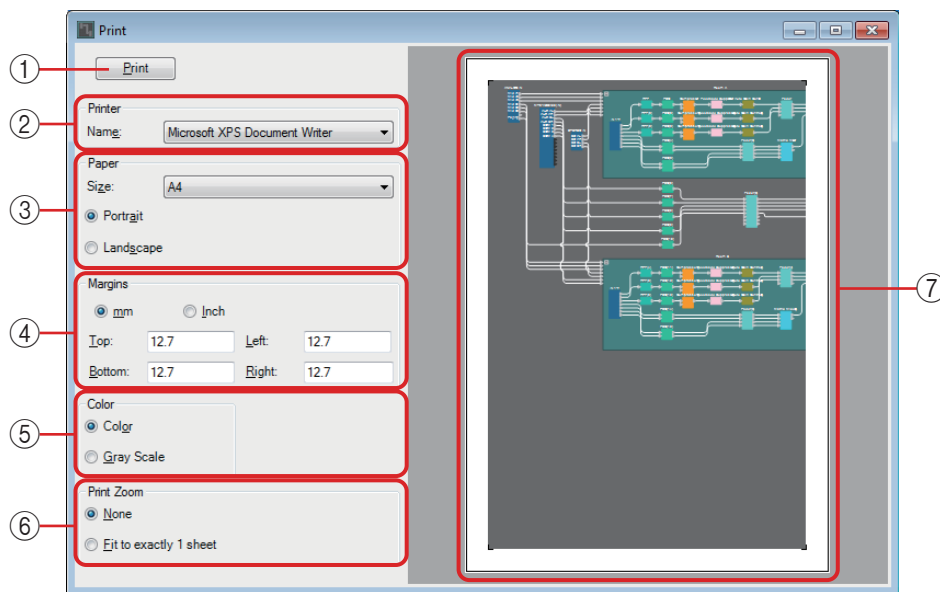 Print
① Print
② Printer
Name: Microsoft XPS Document Writer
③ Paper
Size: A4
Portrait
Landscape
④ Margins
mm Inch
Top: 12.7 Left: 12.7
Bottom: 12.7 Right: 12.7
⑤ Color
Color
Gray Scale
⑥ Print Zoom
None
Fit to exactly 1 sheet
⑦